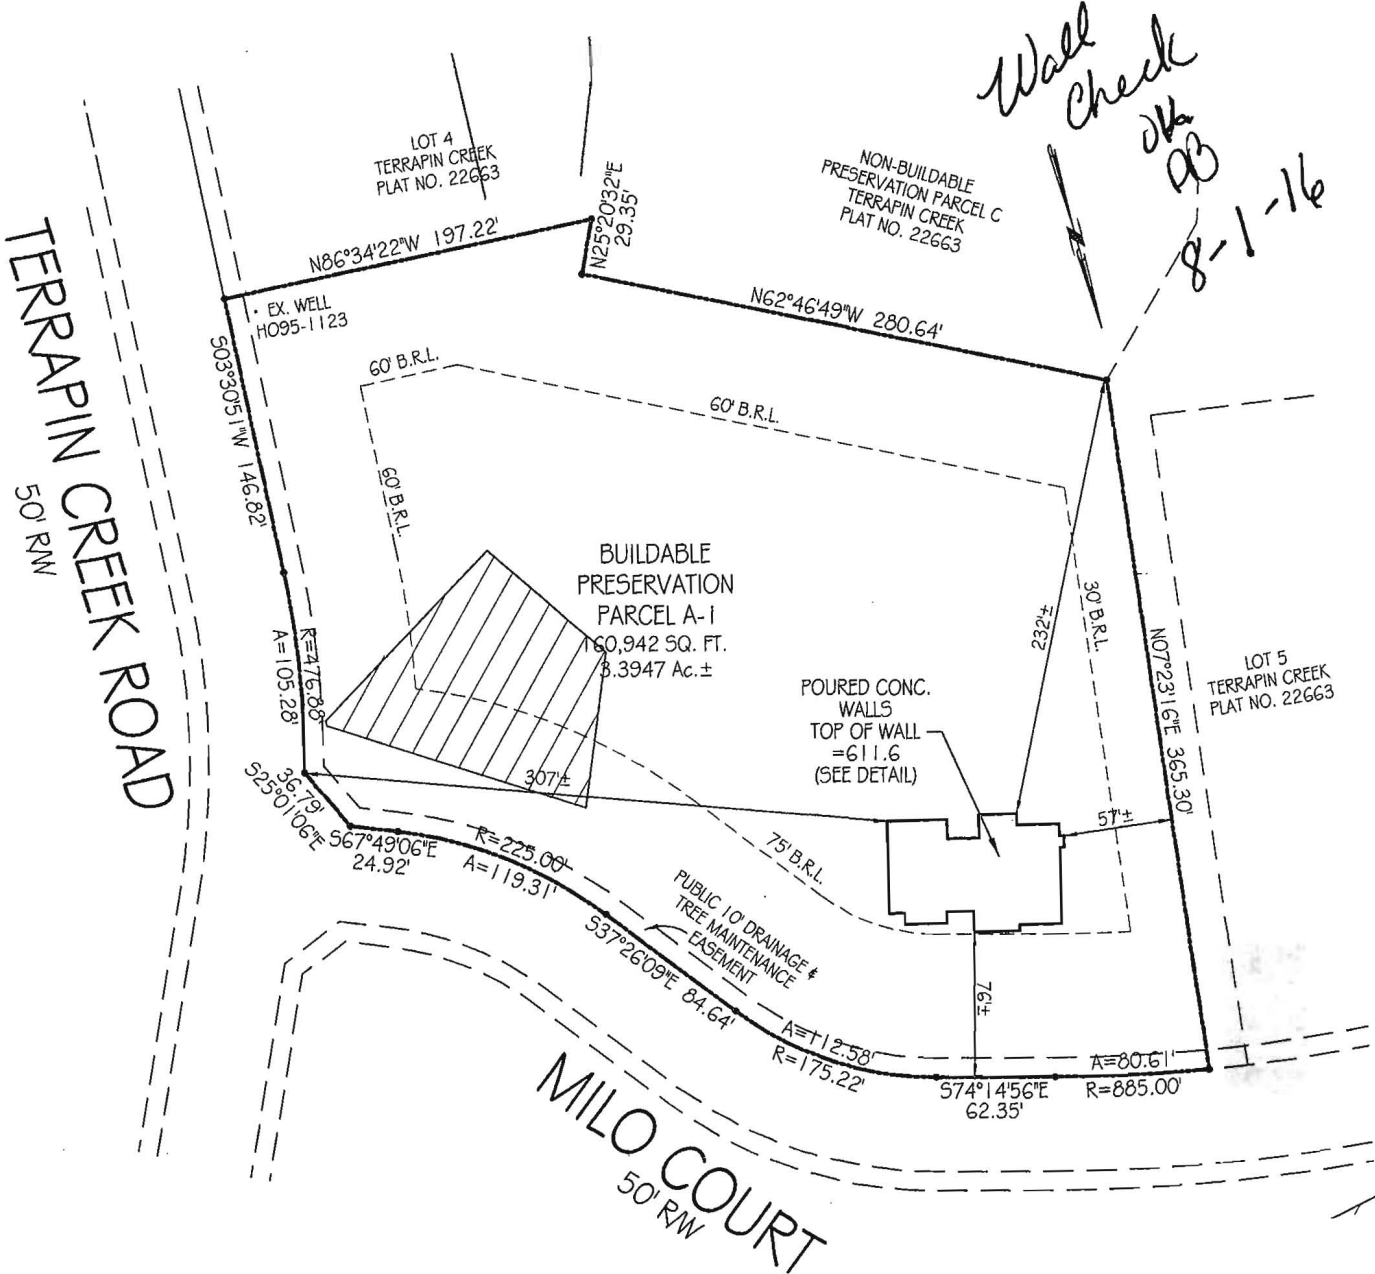 Wall
Check
OK
8-1-16
LOT 4
TERRAPIN CREEK
PLAT NO. 22663
NON-BUILDABLE
PRESERVATION PARCEL C
TERRAPIN CREEK
PLAT NO. 22663
N25°20'32"E
29.35'
N86°34'22"W 197.22'
EX. WELL
HO95-1123
N62°46'49"W 280.64'
TERRAPIN CREEK ROAD
50' R/W
S03°30'51"W 146.82'
60' B.R.L.
60' B.R.L.
60' B.R.L.
BUILDABLE
PRESERVATION
PARCEL A-1
160,942 SQ. FT.
3.3947 Ac.±
232'±
30' B.R.L.
N07°23'16"E 365.30'
LOT 5
TERRAPIN CREEK
PLAT NO. 22663
R=476.88'
A=105.28'
POURED CONC.
WALLS
TOP OF WALL
=611.6
(SEE DETAIL)
307'±
57'±
36.79'
S25°01'06"E
S67°49'06"E
24.92'
R=225.00'
A=119.31'
75' B.R.L.
PUBLIC 10' DRAINAGE &
TREE MAINTENANCE
EASEMENT
S37°26'09"E 84.64'
76'±
A=112.58'
R=175.22'
S74°14'56"E
62.35'
A=80.61'
R=885.00'
MILO COURT
50' R/W